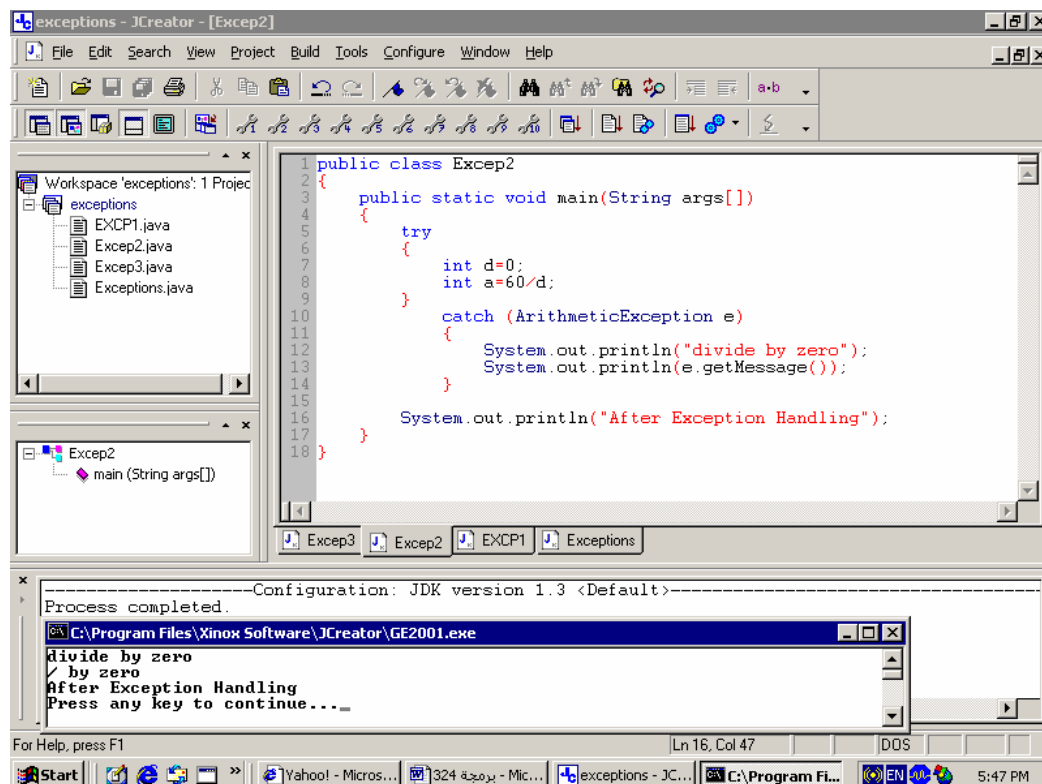 exceptions - JCreator - [Excep2]
File Edit Search View Project Build Tools Configure Window Help
a•b
Workspace 'exceptions': 1 Projec
exceptions
EXCP1.java
Excep2.java
Excep3.java
Exceptions.java
Excep2
main (String args[])
1 public class Excep2
2 {
3 public static void main(String args[])
4 {
5 try
6 {
7 int d=0;
8 int a=60/d;
9 }
10 catch (ArithmeticException e)
11 {
12 System.out.println("divide by zero");
13 System.out.println(e.getMessage());
14 }
15
16 System.out.println("After Exception Handling");
17 }
18 }
Excep3 Excep2 EXCP1 Exceptions
--------------------Configuration: JDK version 1.3 <Default>--------------------
Process completed.
C:\Program Files\Xinox Software\JCreator\GE2001.exe
divide by zero
/ by zero
After Exception Handling
Press any key to continue..._
For Help, press F1 Ln 16, Col 47 DOS
Start » Yahoo! - Micros... برمجة 324 - Mic... exceptions - JC... C:\Program Fi... EN 5:47 PM